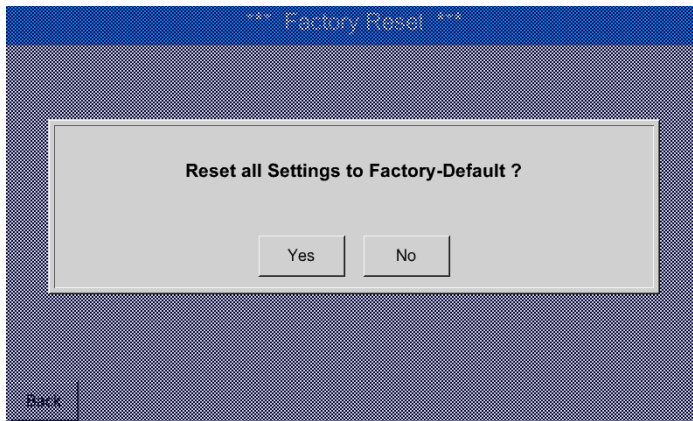 *** Factory Reset ***
Reset all Settings to Factory-Default ?
Yes No
Back